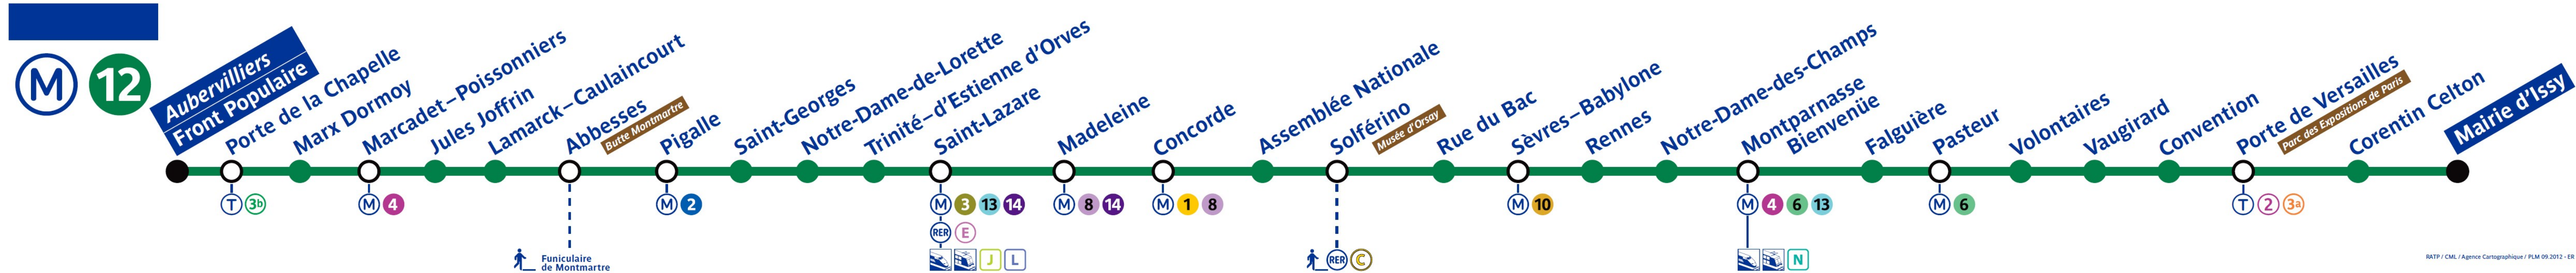 M 12
Aubervilliers
Front Populaire
Porte de la Chapelle
T 3b
Marx Dormoy
Marcadet–Poissonniers
M 4
Jules Joffrin
Lamarck–Caulaincourt
Abbesses
Butte Montmartre
Funiculaire
de Montmartre
Pigalle
M 2
Saint-Georges
Notre-Dame-de-Lorette
Trinité–d'Estienne d'Orves
Saint-Lazare
M 3 13 14
RER E
J L
Madeleine
M 8 14
Concorde
M 1 8
Assemblée Nationale
Solférino
Musée d'Orsay
RER C
Rue du Bac
Sèvres–Babylone
M 10
Rennes
Notre-Dame-des-Champs
Montparnasse
Bienvenüe
M 4 6 13
N
Falguière
Pasteur
M 6
Volontaires
Vaugirard
Convention
Porte de Versailles
Parc des Expositions de Paris
T 2 3a
Corentin Celton
Mairie d'Issy
RATP / CML / Agence Cartographique / PLM 09.2012 - ER